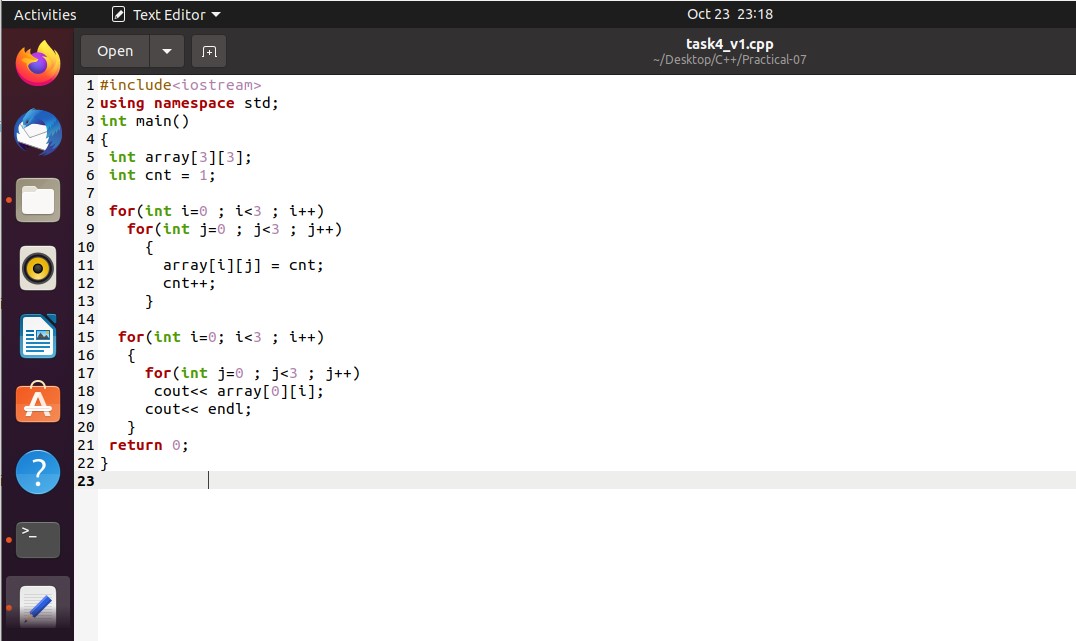 Activities Text Editor Oct 23 23:18
Open task4_v1.cpp
~/Desktop/C++/Practical-07
1 #include<iostream>
2 using namespace std;
3 int main()
4 {
5  int array[3][3];
6  int cnt = 1;
7
8  for(int i=0 ; i<3 ; i++)
9    for(int j=0 ; j<3 ; j++)
10      {
11        array[i][j] = cnt;
12        cnt++;
13      }
14
15   for(int i=0; i<3 ; i++)
16    {
17      for(int j=0 ; j<3 ; j++)
18       cout<< array[0][i];
19      cout<< endl;
20    }
21  return 0;
22 }
23